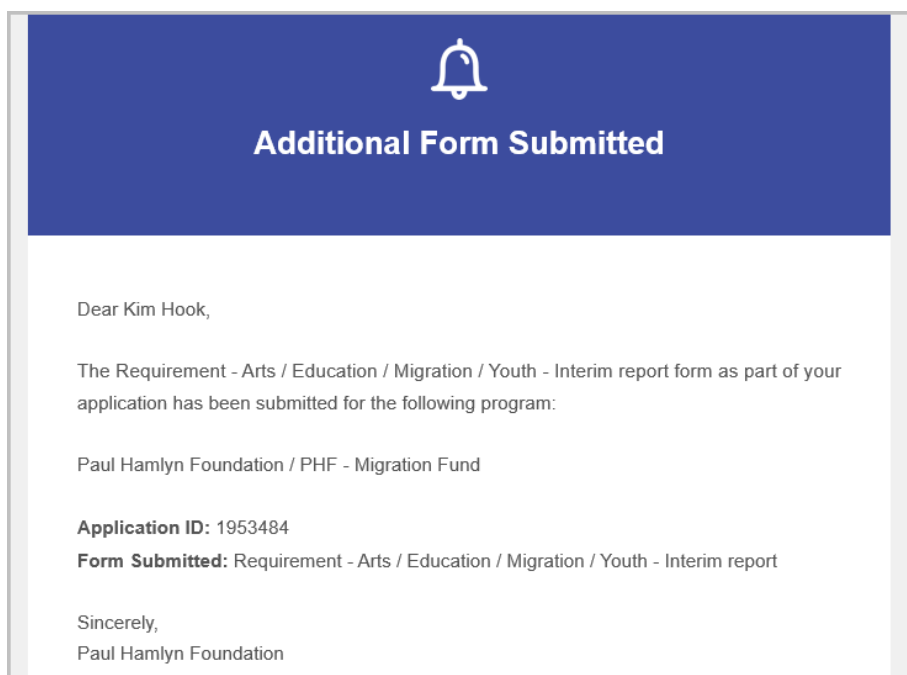 Additional Form Submitted
Dear Kim Hook,
The Requirement - Arts / Education / Migration / Youth - Interim report form as part of your
application has been submitted for the following program:
Paul Hamlyn Foundation / PHF - Migration Fund
Application ID: 1953484
Form Submitted: Requirement - Arts / Education / Migration / Youth - Interim report
Sincerely,
Paul Hamlyn Foundation